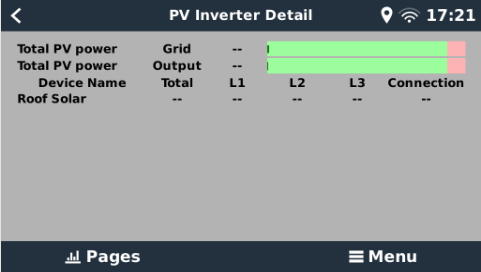 PV Inverter Detail 17:21
Total PV power Grid --
Total PV power Output --
Device Name Total L1 L2 L3 Connection
Roof Solar -- -- -- -- --
Pages Menu